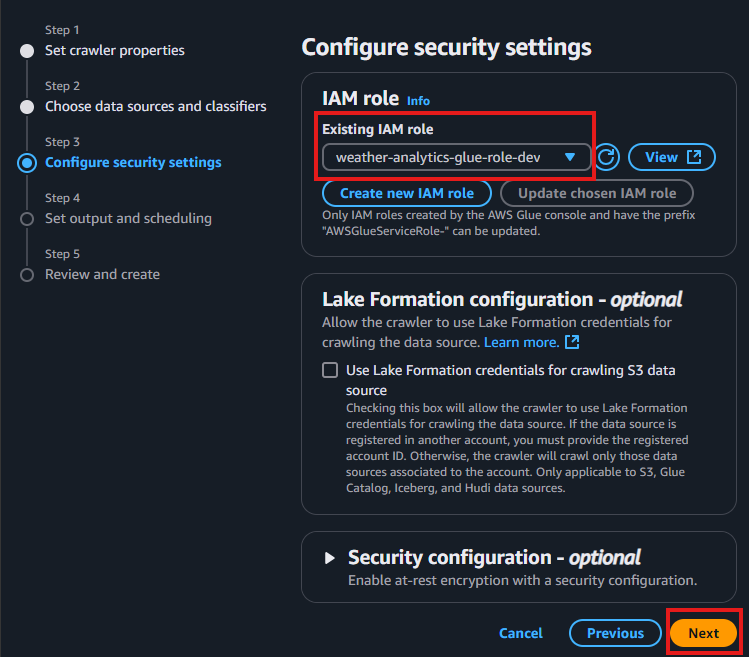 Step 1
Set crawler properties
Step 2
Choose data sources and classifiers
Step 3
Configure security settings
Step 4
Set output and scheduling
Step 5
Review and create
Configure security settings
IAM role Info
Existing IAM role
weather-analytics-glue-role-dev
View
Create new IAM role
Update chosen IAM role
Only IAM roles created by the AWS Glue console and have the prefix
"AWSGlueServiceRole-" can be updated.
Lake Formation configuration - optional
Allow the crawler to use Lake Formation credentials for
crawling the data source. Learn more.
Use Lake Formation credentials for crawling S3 data
source
Checking this box will allow the crawler to use Lake Formation
credentials for crawling the data source. If the data source is
registered in another account, you must provide the registered
account ID. Otherwise, the crawler will crawl only those data
sources associated to the account. Only applicable to S3, Glue
Catalog, Iceberg, and Hudi data sources.
Security configuration - optional
Enable at-rest encryption with a security configuration.
Cancel
Previous
Next